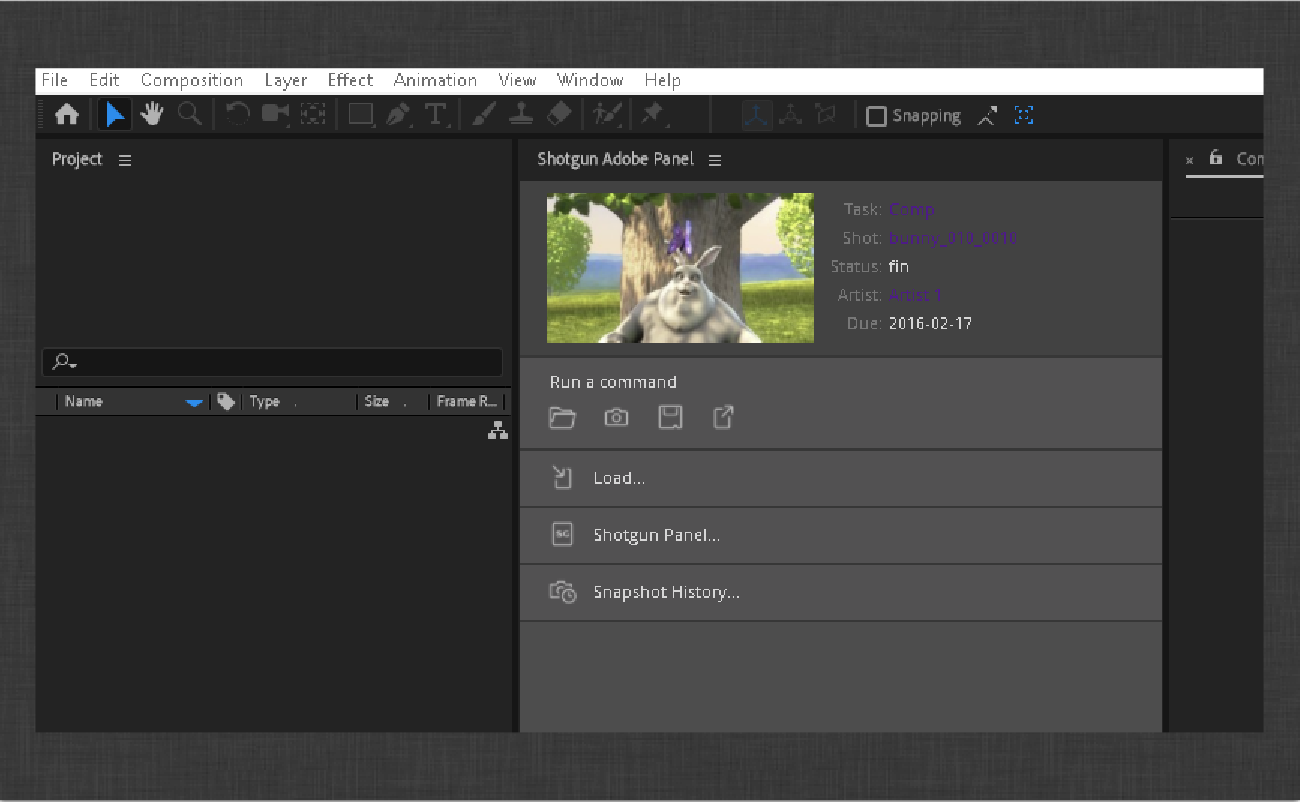 File Edit Composition Layer Effect Animation View Window Help
Snapping
Project
Shotgun Adobe Panel
Task: Comp
Shot: bunny_010_0010
Status: fin
Artist: Artist 1
Due: 2016-02-17
Name Type Size Frame R...
Run a command
Load...
SG Shotgun Panel...
Snapshot History...